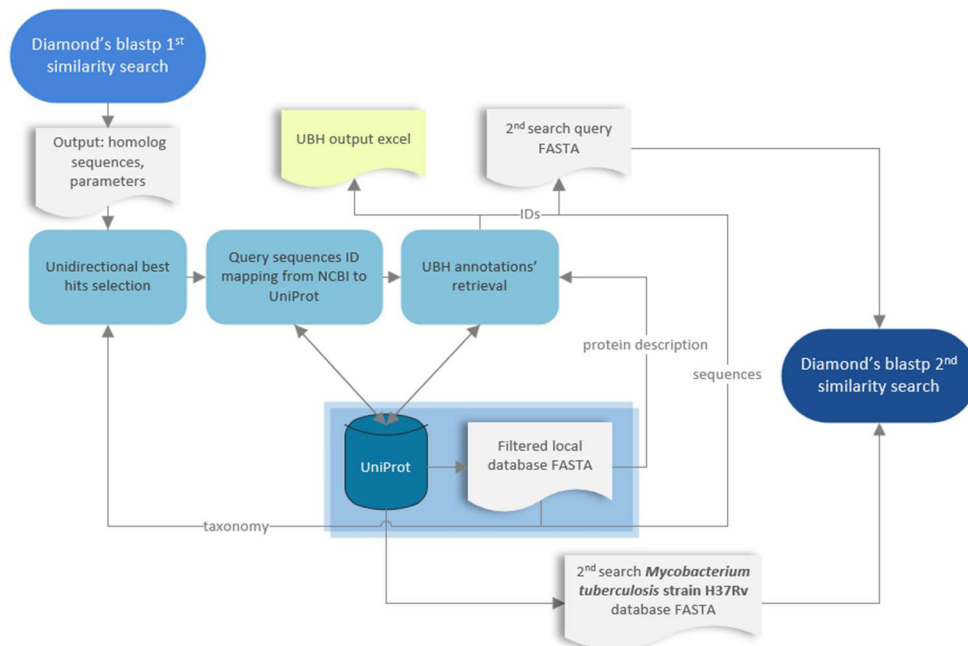 Diamond's blastp 1st
similarity search
Output: homolog
sequences,
parameters
UBH output excel
2nd search query
FASTA
IDs
Unidirectional best
hits selection
Query sequences ID
mapping from NCBI to
UniProt
UBH annotations'
retrieval
protein description
sequences
Diamond's blastp 2nd
similarity search
UniProt
Filtered local
database FASTA
taxonomy
2nd search Mycobacterium
tuberculosis strain H37Rv
database FASTA